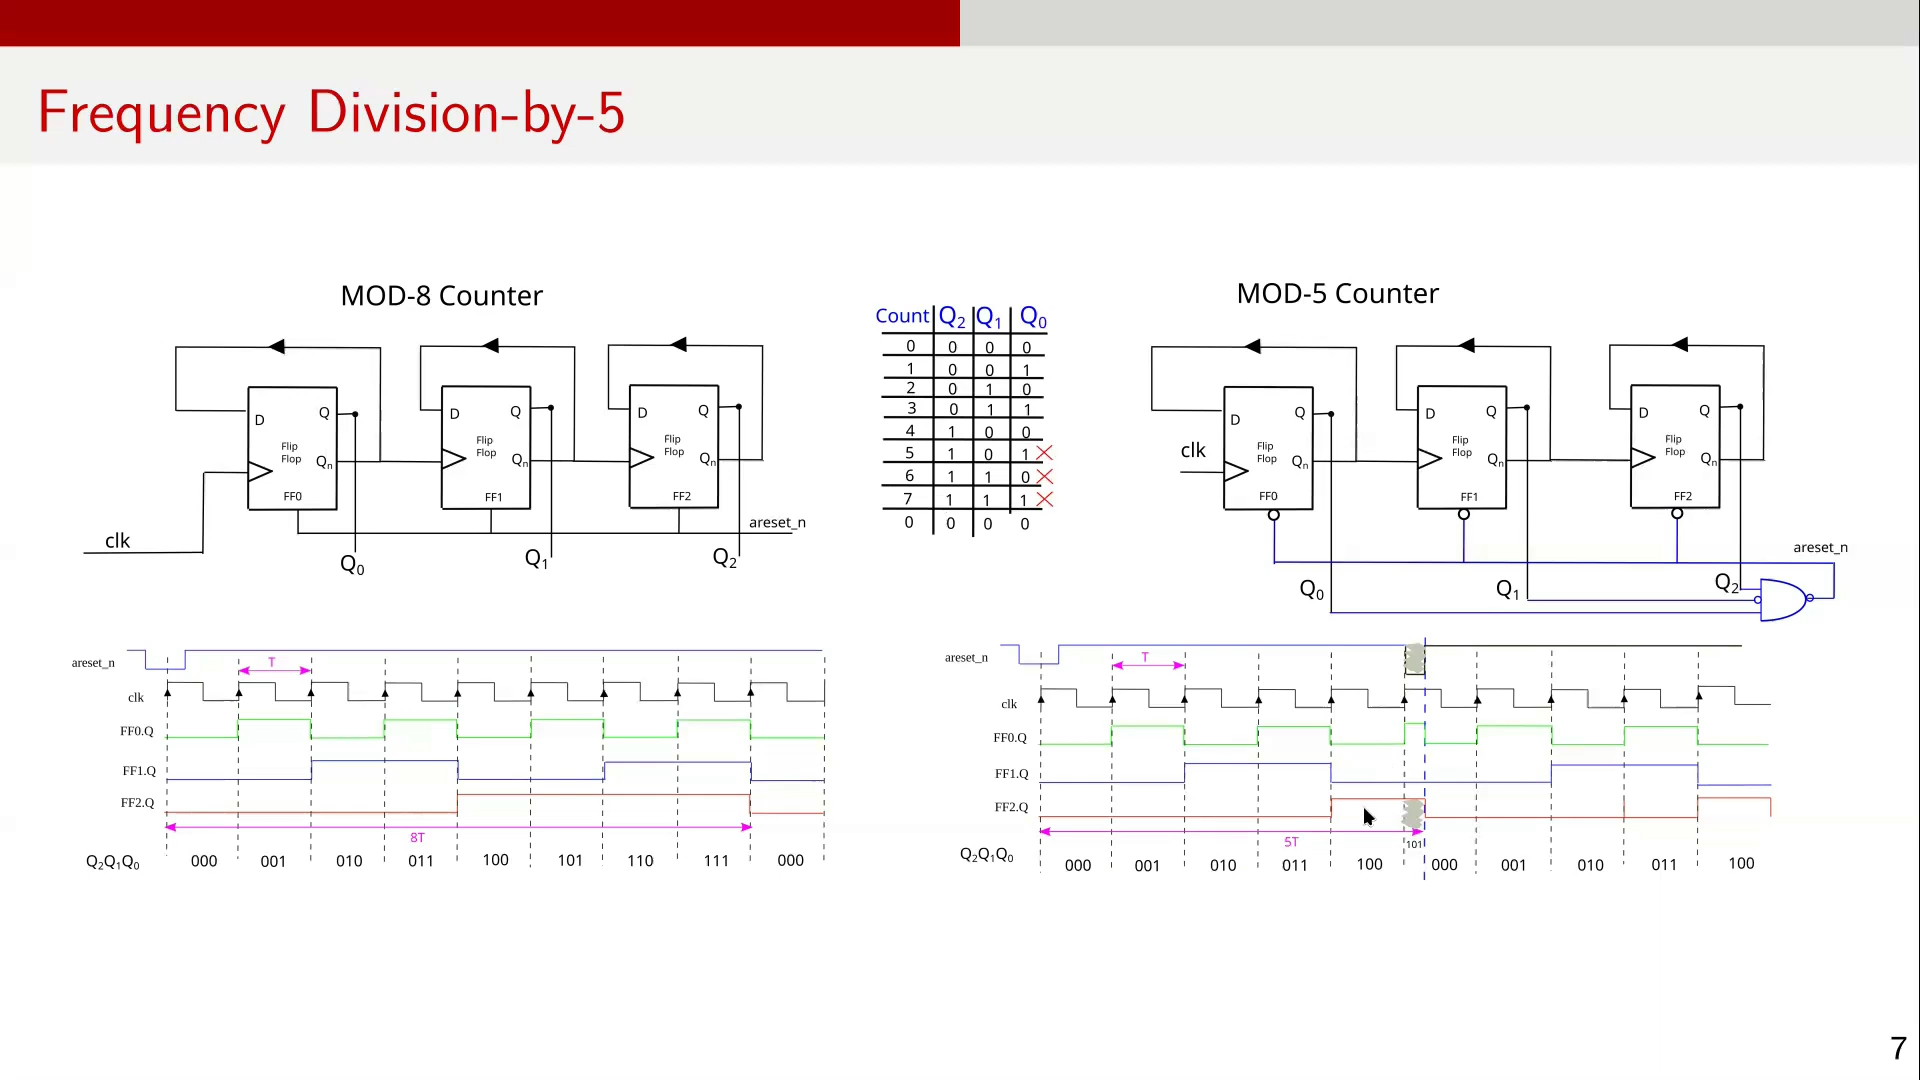 Frequency Division-by-5
MOD-8 Counter
D Q
Flip
Flop
Qn
FF0
D Q
Flip
Flop
Qn
FF1
D Q
Flip
Flop
Qn
FF2
clk
areset_n
Q0
Q1
Q2
Count Q2 Q1 Q0
0 0 0 0
1 0 0 1
2 0 1 0
3 0 1 1
4 1 0 0
5 1 0 1
6 1 1 0
7 1 1 1
0 0 0 0
MOD-5 Counter
clk
D Q
Flip
Flop
Qn
FF0
D Q
Flip
Flop
Qn
FF1
D Q
Flip
Flop
Qn
FF2
areset_n
Q0
Q1
Q2
areset_n
T
clk
FF0.Q
FF1.Q
FF2.Q
8T
Q2Q1Q0 000 001 010 011 100 101 110 111 000
areset_n
T
clk
FF0.Q
FF1.Q
FF2.Q
5T
Q2Q1Q0 000 001 010 011 100 101 000 001 010 011 100
7